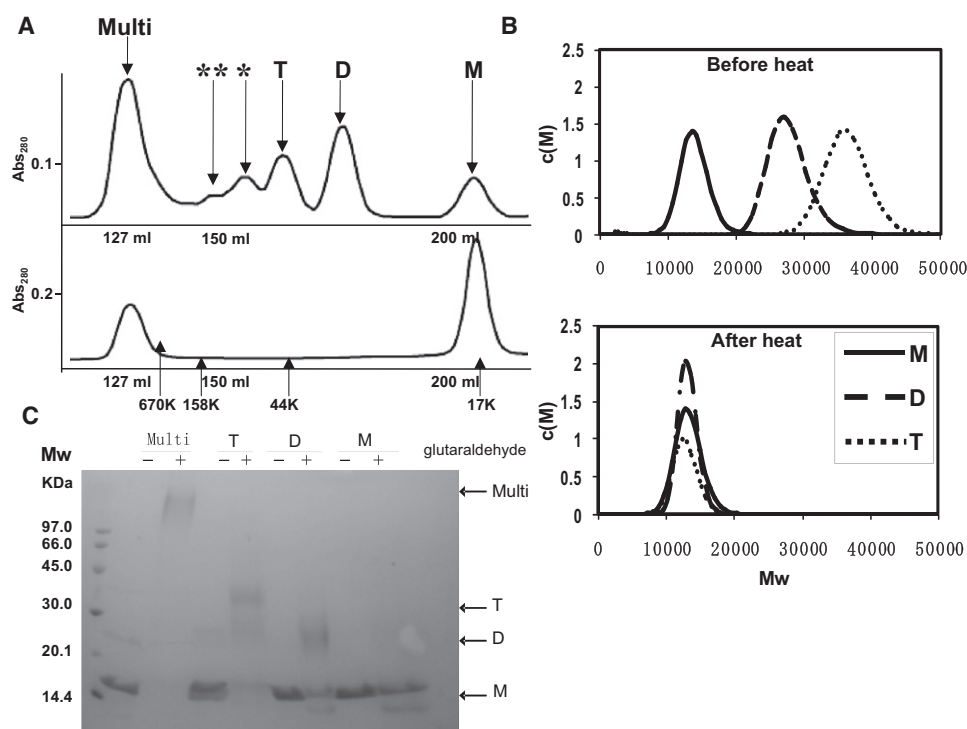 A
Multi
** * T D M
Abs280
0.1
127 ml 150 ml 200 ml
Abs280
0.2
127 ml 150 ml 200 ml
670K 158K 44K 17K
B
Before heat
c(M)
2.5
2
1.5
1
0.5
0
0 10000 20000 30000 40000 50000
After heat
c(M)
2.5
2
1.5
1
0.5
0
M
D
T
0 10000 20000 30000 40000 50000
Mw
C
Multi T D M
− + − + − + − + glutaraldehyde
Mw
KDa
97.0
66.0
45.0
30.0
20.1
14.4
Multi
T
D
M